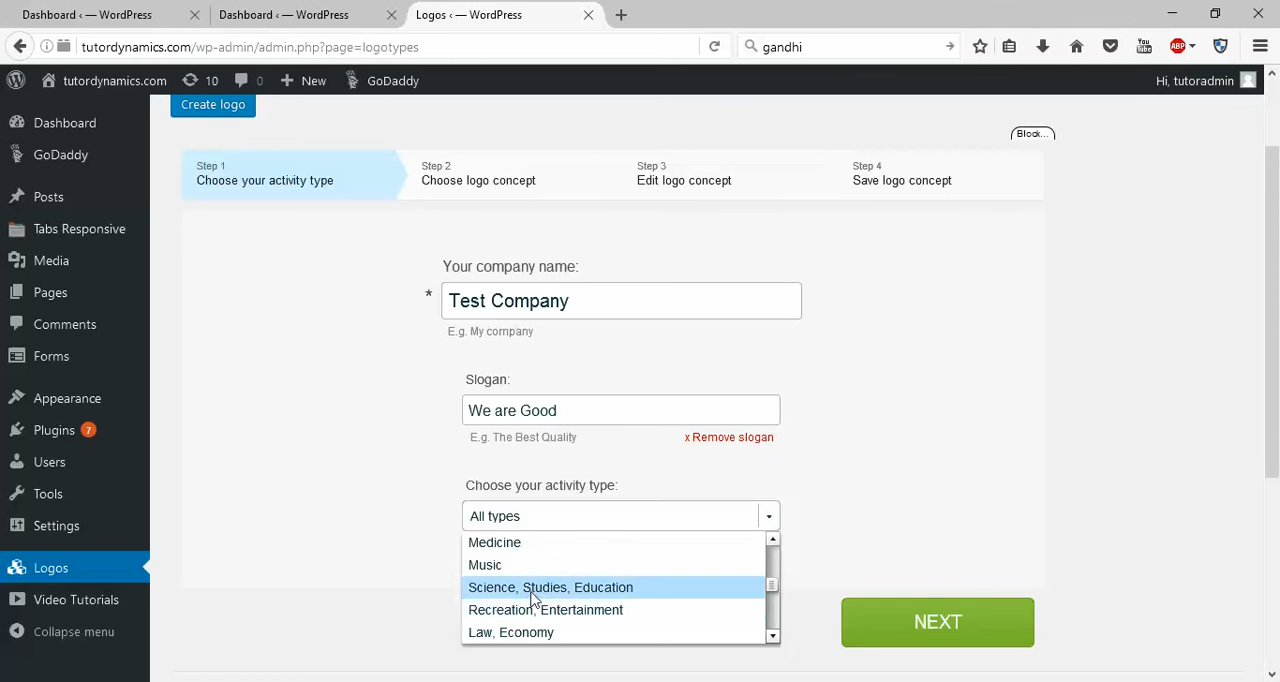 Dashboard ‹ — WordPress
Dashboard ‹ — WordPress
Logos ‹ — WordPress
tutordynamics.com/wp-admin/admin.php?page=logotypes
gandhi
You Tube
ABP
tutordynamics.com
10
0
New
GoDaddy
Hi, tutoradmin
Dashboard
GoDaddy
Posts
Tabs Responsive
Media
Pages
Comments
Forms
Appearance
Plugins 7
Users
Tools
Settings
Logos
Video Tutorials
Collapse menu
Create logo
Block...
Step 1
Choose your activity type
Step 2
Choose logo concept
Step 3
Edit logo concept
Step 4
Save logo concept
Your company name:
* Test Company
E.g. My company
Slogan:
We are Good
E.g. The Best Quality
x Remove slogan
Choose your activity type:
All types
Medicine
Music
Science, Studies, Education
Recreation, Entertainment
Law, Economy
NEXT